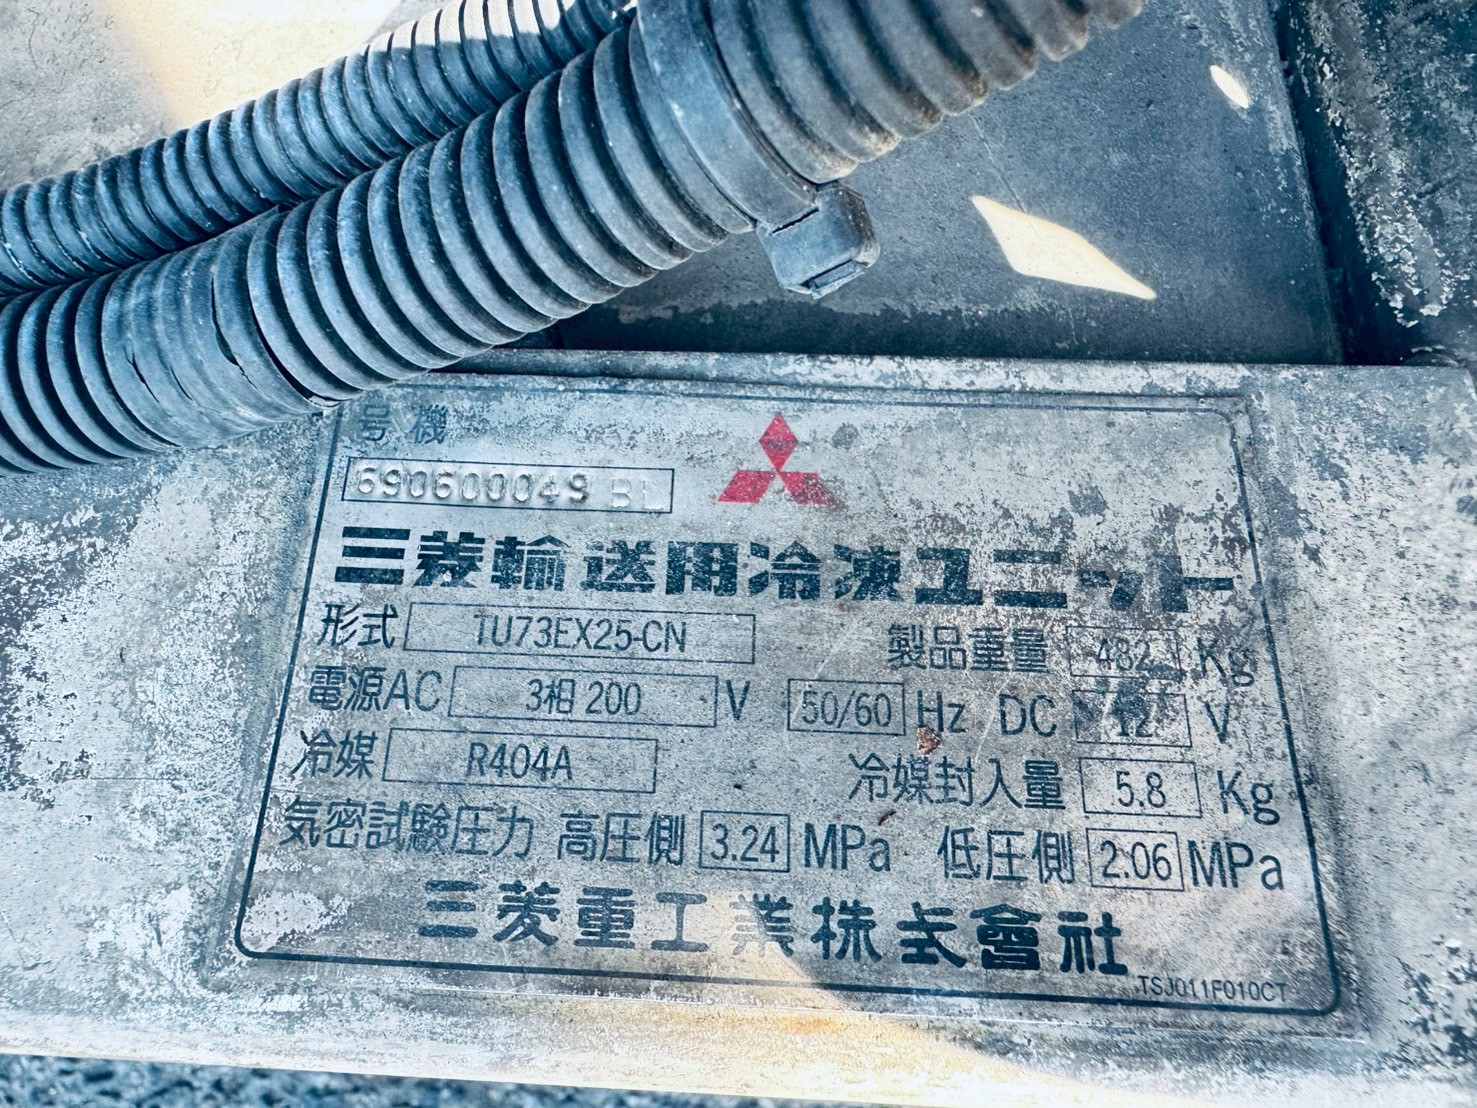 号機
690600049 BL
三菱輸送用冷凍ユニット
形式 TU73EX25-CN 製品重量 482 Kg
電源AC 3相 200 V 50/60 Hz DC 12 V
冷媒 R404A 冷媒封入量 5.8 Kg
気密試験圧力 高圧側 3.24 MPa 低圧側 2.06 MPa
三菱重工業株式會社
TSJ011F010CT